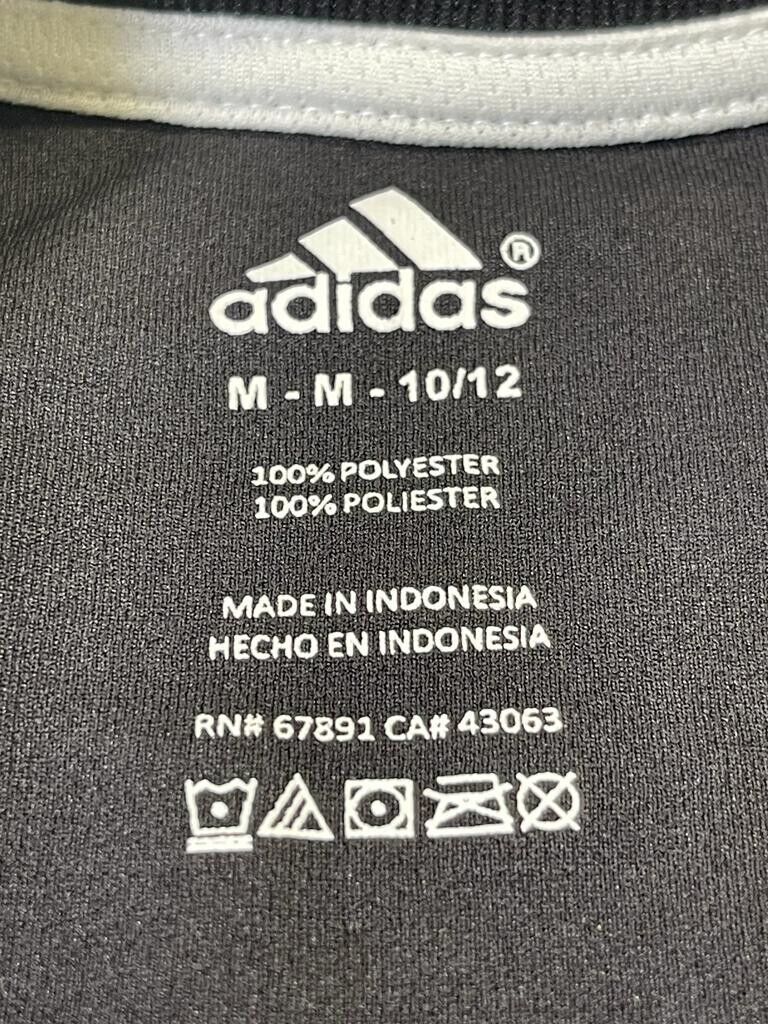 adidas®
M - M - 10/12
100% POLYESTER
100% POLIESTER
MADE IN INDONESIA
HECHO EN INDONESIA
RN# 67891 CA# 43063